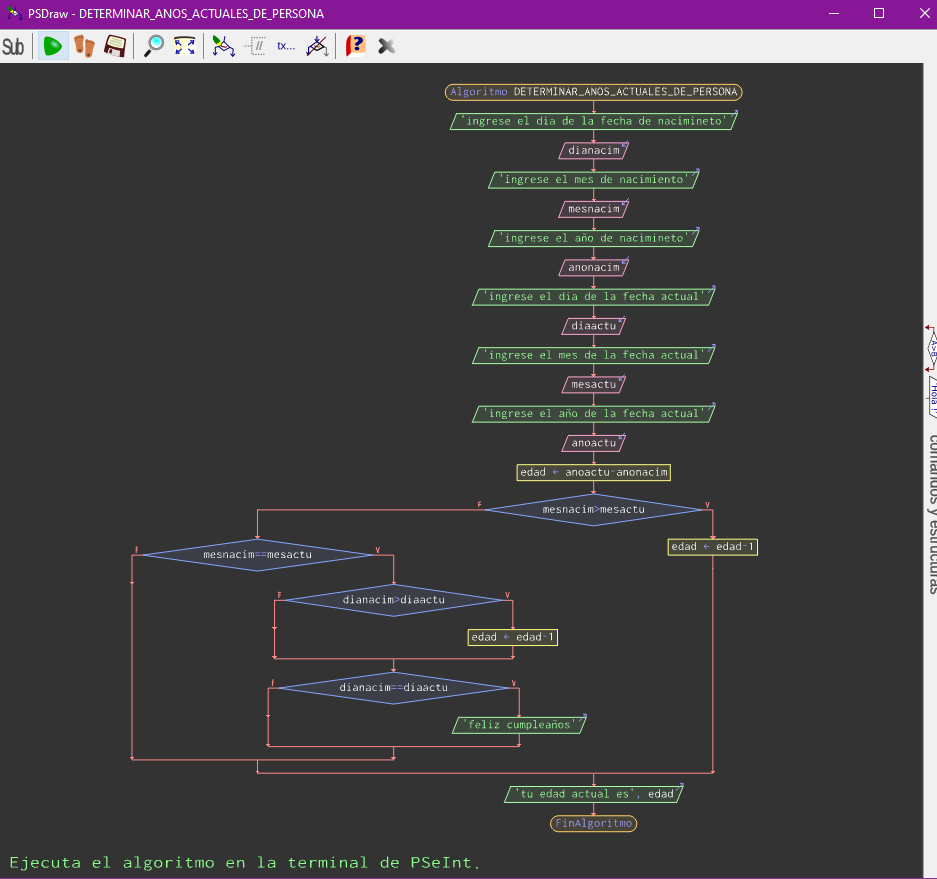 PSDraw - DETERMINAR_ANOS_ACTUALES_DE_PERSONA
Sub
tx...
?
Algoritmo DETERMINAR_ANOS_ACTUALES_DE_PERSONA
'ingrese el dia de la fecha de nacimineto'
dianacim
'ingrese el mes de nacimiento'
mesnacim
'ingrese el año de nacimineto'
anonacim
'ingrese el dia de la fecha actual'
diaactu
'ingrese el mes de la fecha actual'
mesactu
'ingrese el año de la fecha actual'
anoactu
edad ← anoactu-anonacim
mesnacim>mesactu
F
V
edad ← edad-1
mesnacim==mesactu
F
V
dianacim>diaactu
F
V
edad ← edad-1
dianacim==diaactu
F
V
'feliz cumpleaños'
'tu edad actual es', edad
FinAlgoritmo
A>B
'Hola !'
comandos y estructuras
Ejecuta el algoritmo en la terminal de PSeInt.